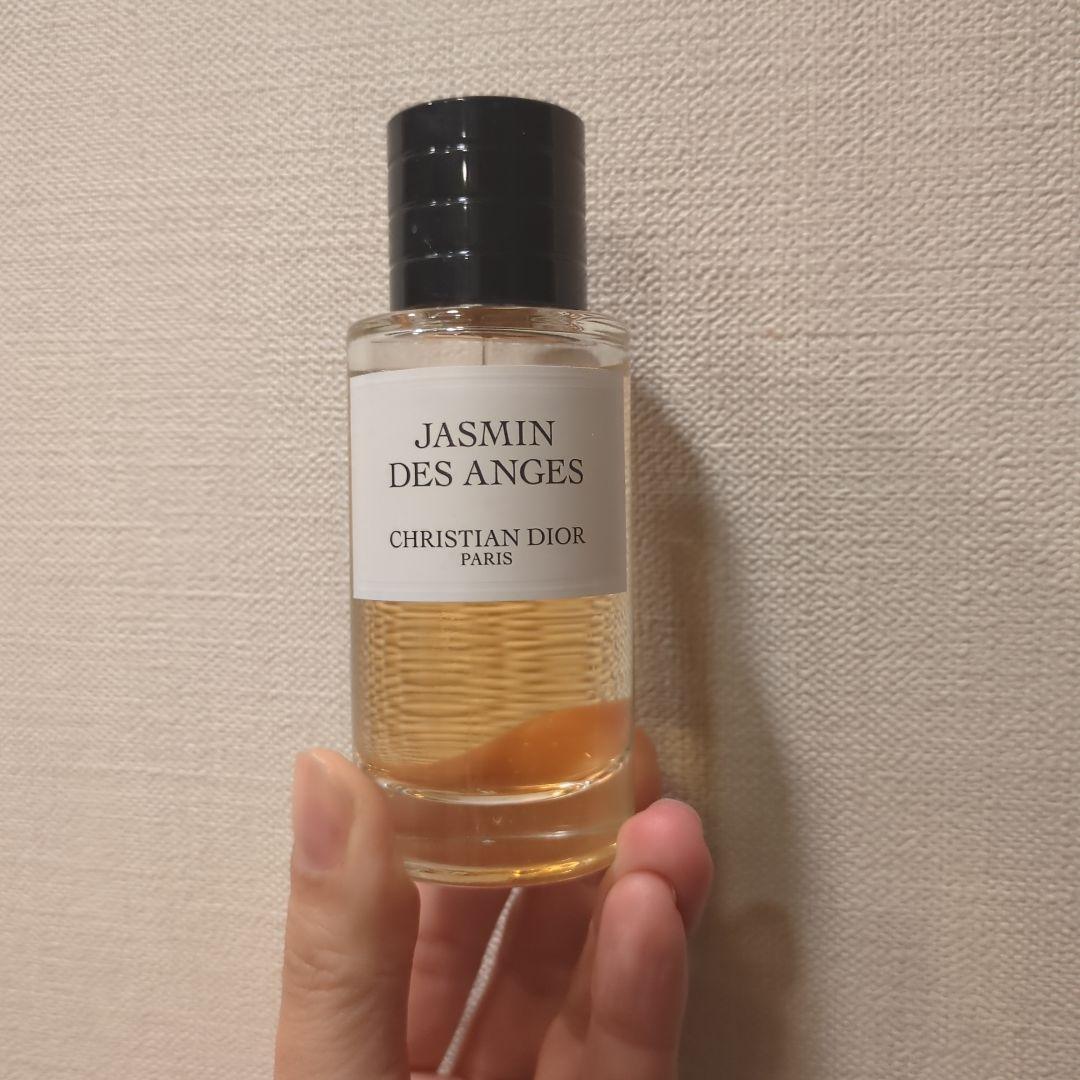 JASMIN
DES ANGES
CHRISTIAN DIOR
PARIS